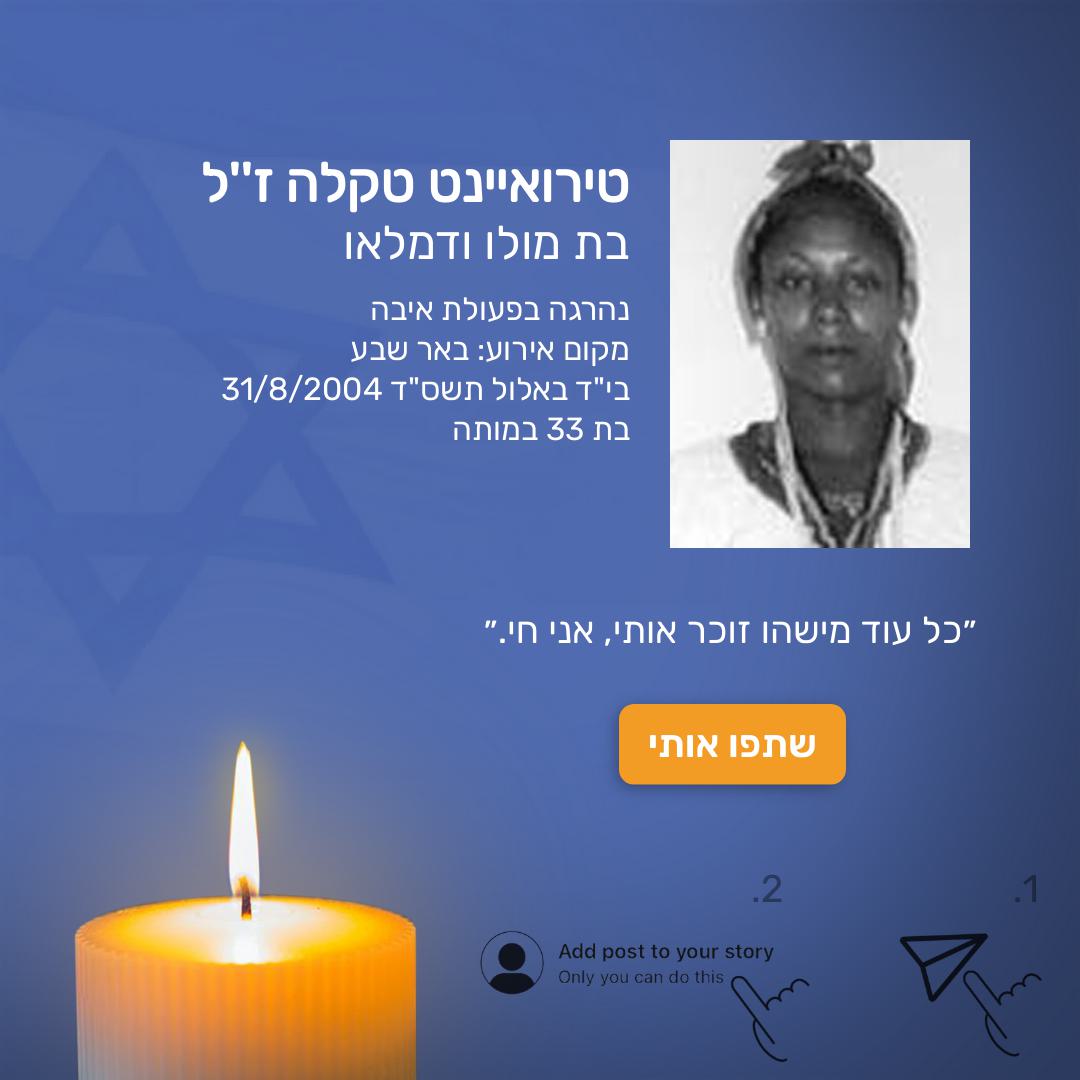 טירואיינט טקלה ז"ל
בת מולו ודמלאו
נהרגה בפעולת איבה
מקום אירוע: באר שבע
בי"ד באלול תשס"ד 31/8/2004
בת 33 במותה
״כל עוד מישהו זוכר אותי, אני חי.״
שתפו אותי
1.
2.
Add post to your story
Only you can do this